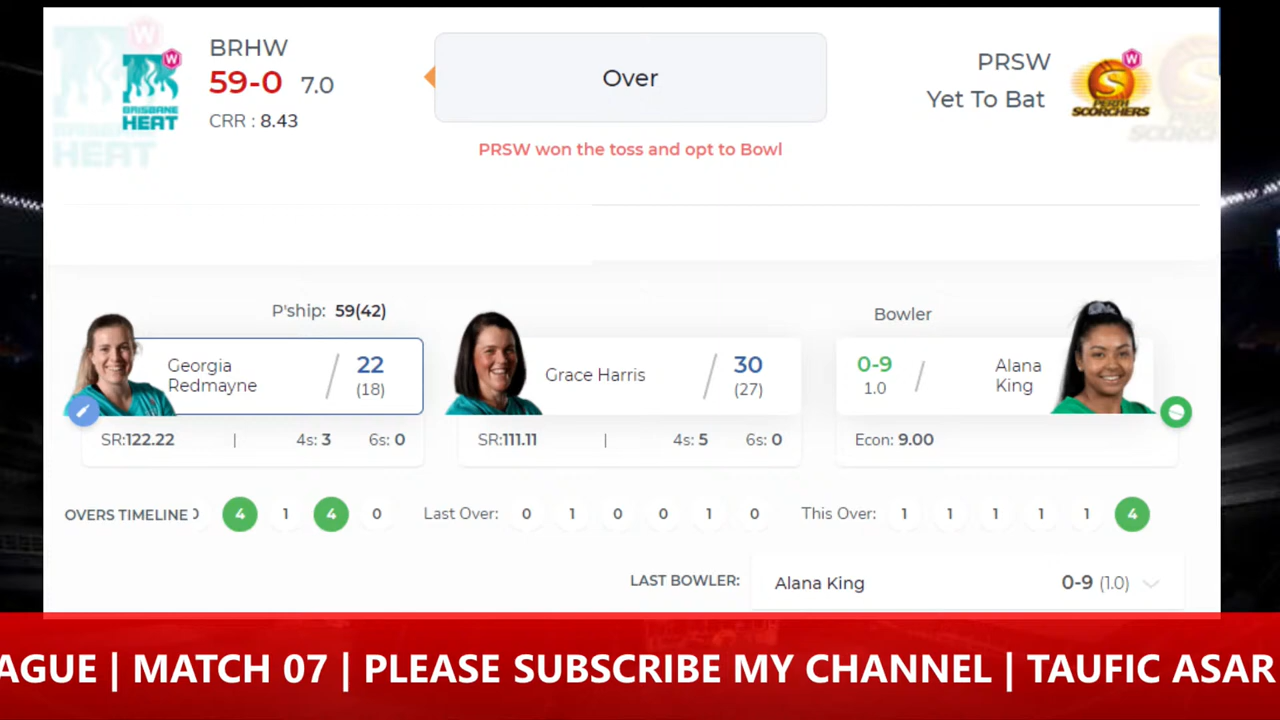 BRHW
59-0 7.0
CRR : 8.43
W
BRISBANE
HEAT
Over
PRSW won the toss and opt to Bowl
PRSW
Yet To Bat
W
PERTH
SCORCHERS
P'ship: 59(42)
Georgia
Redmayne
22
(18)
SR:122.22 | 4s: 3 6s: 0
Grace Harris
30
(27)
SR:111.11 | 4s: 5 6s: 0
Bowler
0-9
1.0
Alana
King
Econ: 9.00
OVERS TIMELINE 4 1 4 0 Last Over: 0 1 0 0 1 0 This Over: 1 1 1 1 1 4
LAST BOWLER: Alana King 0-9 (1.0)
AGUE | MATCH 07 | PLEASE SUBSCRIBE MY CHANNEL | TAUFIC ASAR